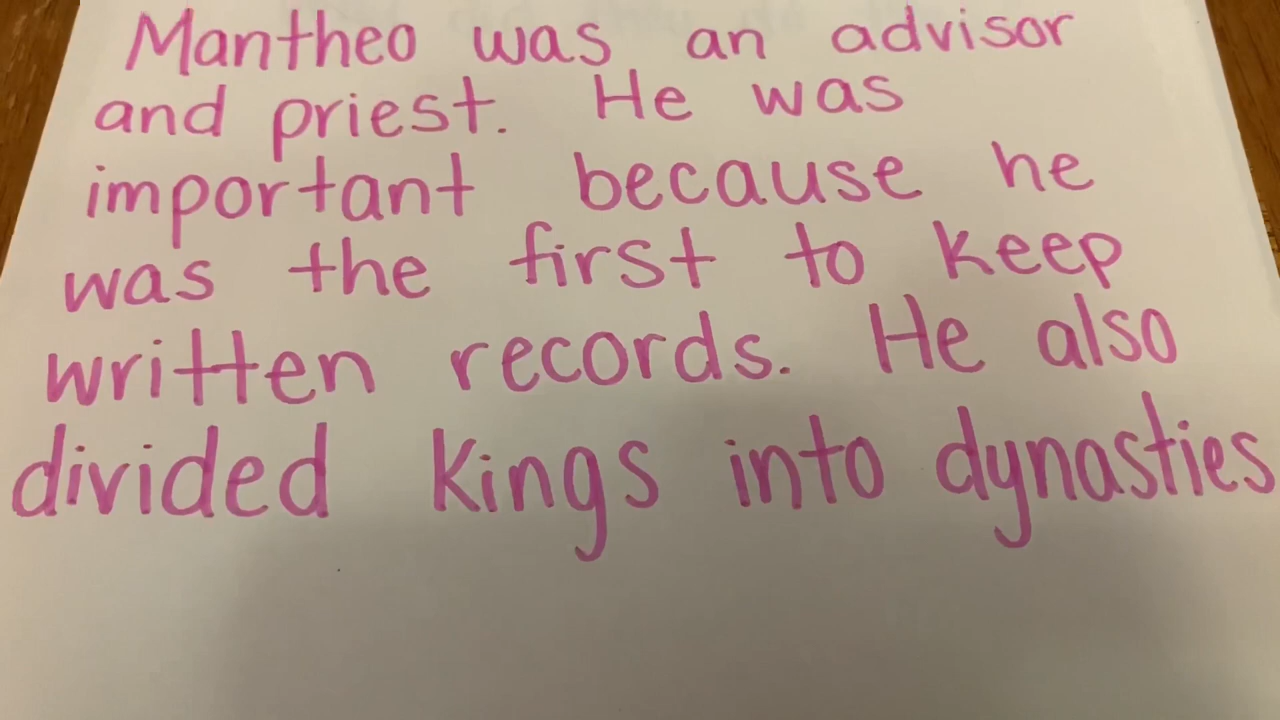 Mantheo was an advisor
and priest. He was
important because he
was the first to keep
written records. He also
divided kings into dynasties